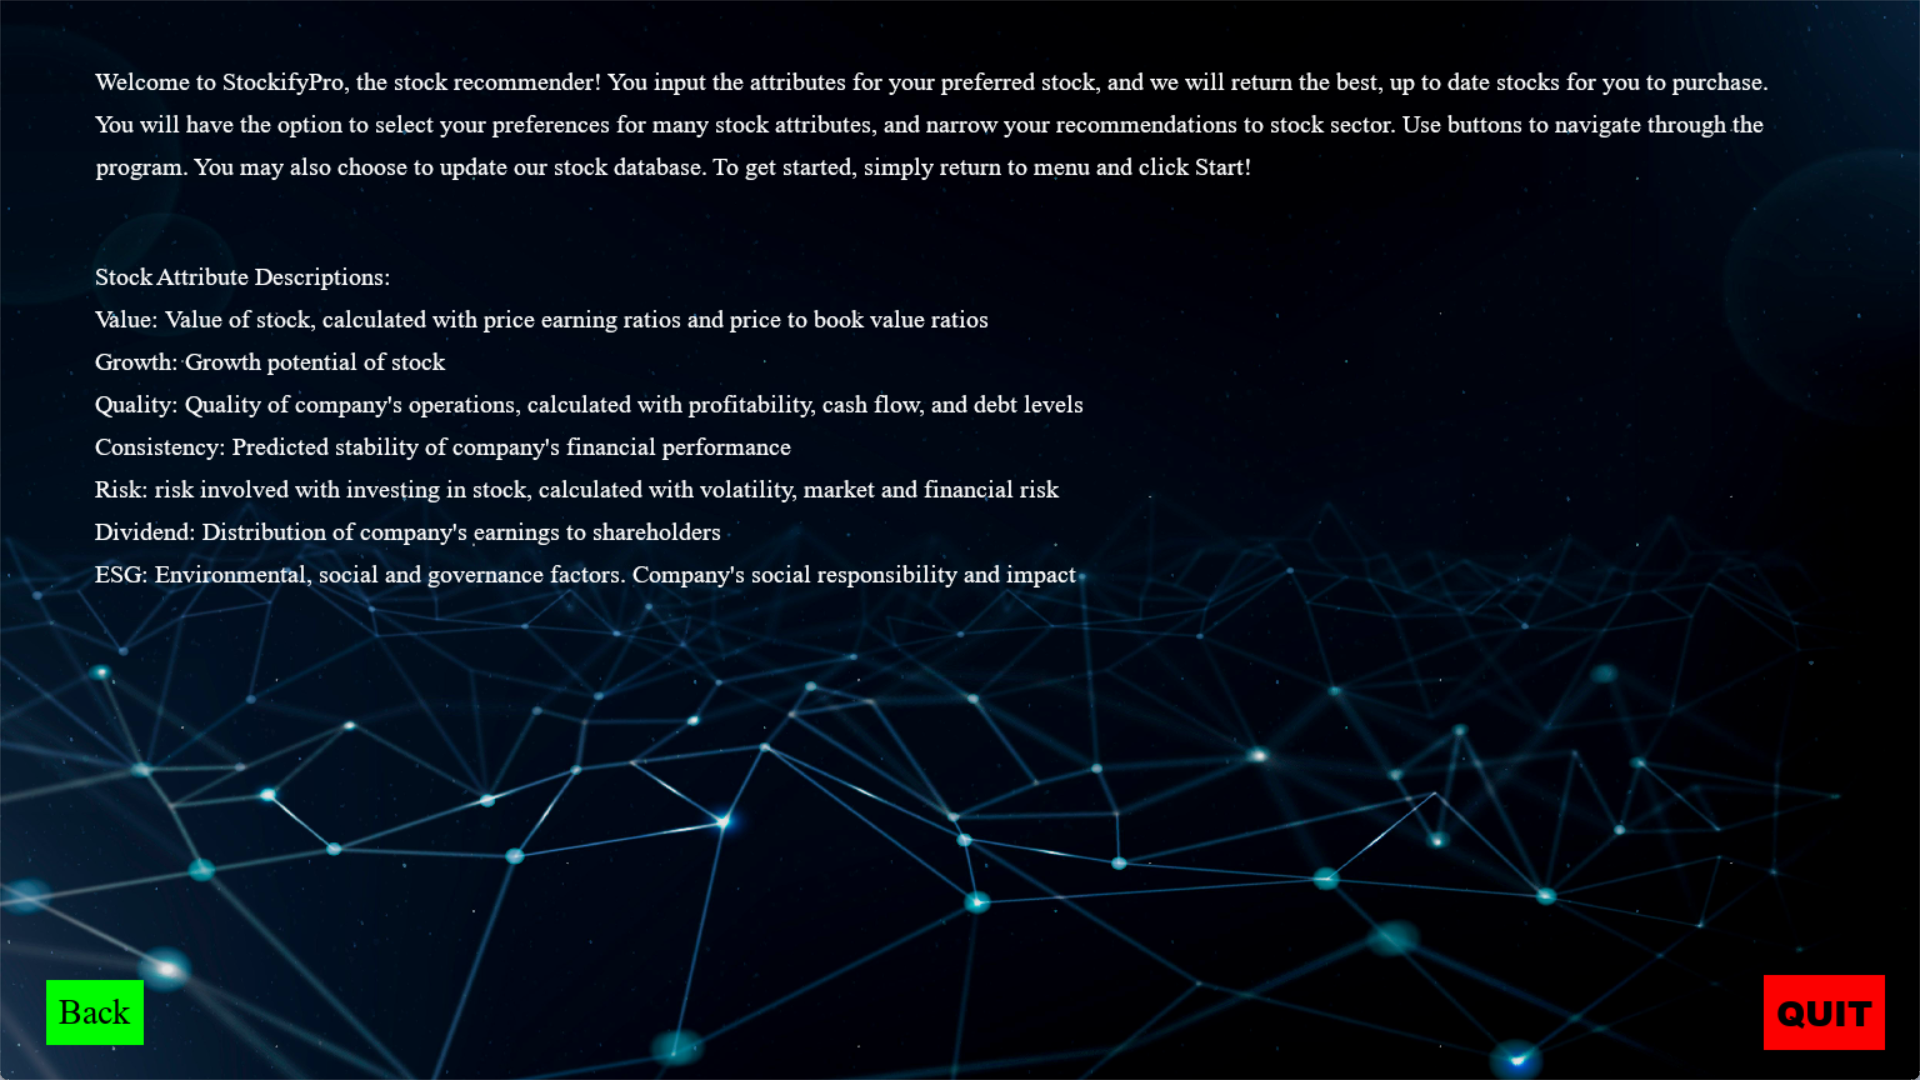 Welcome to StockifyPro, the stock recommender! You input the attributes for your preferred stock, and we will return the best, up to date stocks for you to purchase.
You will have the option to select your preferences for many stock attributes, and narrow your recommendations to stock sector. Use buttons to navigate through the
program. You may also choose to update our stock database. To get started, simply return to menu and click Start!
Stock Attribute Descriptions:
Value: Value of stock, calculated with price earning ratios and price to book value ratios
Growth: Growth potential of stock
Quality: Quality of company's operations, calculated with profitability, cash flow, and debt levels
Consistency: Predicted stability of company's financial performance
Risk: risk involved with investing in stock, calculated with volatility, market and financial risk
Dividend: Distribution of company's earnings to shareholders
ESG: Environmental, social and governance factors. Company's social responsibility and impact
Back
QUIT